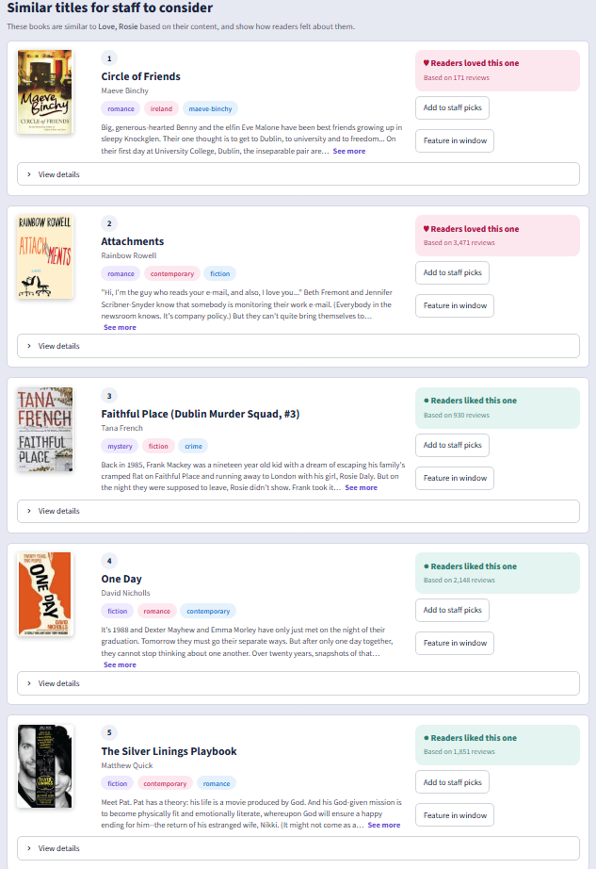 Similar titles for staff to consider
These books are similar to Love, Rosie based on their content, and show how readers felt about them.
Maeve Binchy
CIRCLE OF FRIENDS
1
Circle of Friends
Maeve Binchy
romance ireland maeve-binchy
Big, generous-hearted Benny and the elfin Eve Malone have been best friends growing up in
sleepy Knockglen. Their one thought is to get to Dublin, to university and to freedom... On
their first day at University College, Dublin, the inseparable pair are... See more
♥ Readers loved this one
Based on 171 reviews
Add to staff picks
Feature in window
› View details
RAINBOW ROWELL
ATTACHMENTS
2
Attachments
Rainbow Rowell
romance contemporary fiction
"Hi, I'm the guy who reads your e-mail, and also, I love you..." Beth Fremont and Jennifer
Scribner-Snyder know that somebody is monitoring their work e-mail. (Everybody in the
newsroom knows. It's company policy.) But they can't quite bring themselves to...
See more
♥ Readers loved this one
Based on 3,471 reviews
Add to staff picks
Feature in window
› View details
TANA
FRENCH
FAITHFUL
PLACE
3
Faithful Place (Dublin Murder Squad, #3)
Tana French
mystery fiction crime
Back in 1985, Frank Mackey was a nineteen year old kid with a dream of escaping his family's
cramped flat on Faithful Place and running away to London with his girl, Rosie Daly. But on
the night they were supposed to leave, Rosie didn't show. Frank took it... See more
● Readers liked this one
Based on 930 reviews
Add to staff picks
Feature in window
› View details
ONE DAY
DAVID
NICHOLLS
4
One Day
David Nicholls
fiction romance contemporary
It's 1988 and Dexter Mayhew and Emma Morley have only just met on the night of their
graduation. Tomorrow they must go their separate ways. But after only one day together,
they cannot stop thinking about one another. Over twenty years, snapshots of that...
See more
● Readers liked this one
Based on 2,148 reviews
Add to staff picks
Feature in window
› View details
5
The Silver Linings Playbook
Matthew Quick
fiction contemporary romance
Meet Pat. Pat has a theory: his life is a movie produced by God. And his God-given mission is
to become physically fit and emotionally literate, whereupon God will ensure a happy
ending for him--the return of his estranged wife, Nikki. (It might not come as a... See more
● Readers liked this one
Based on 1,851 reviews
Add to staff picks
Feature in window
› View details